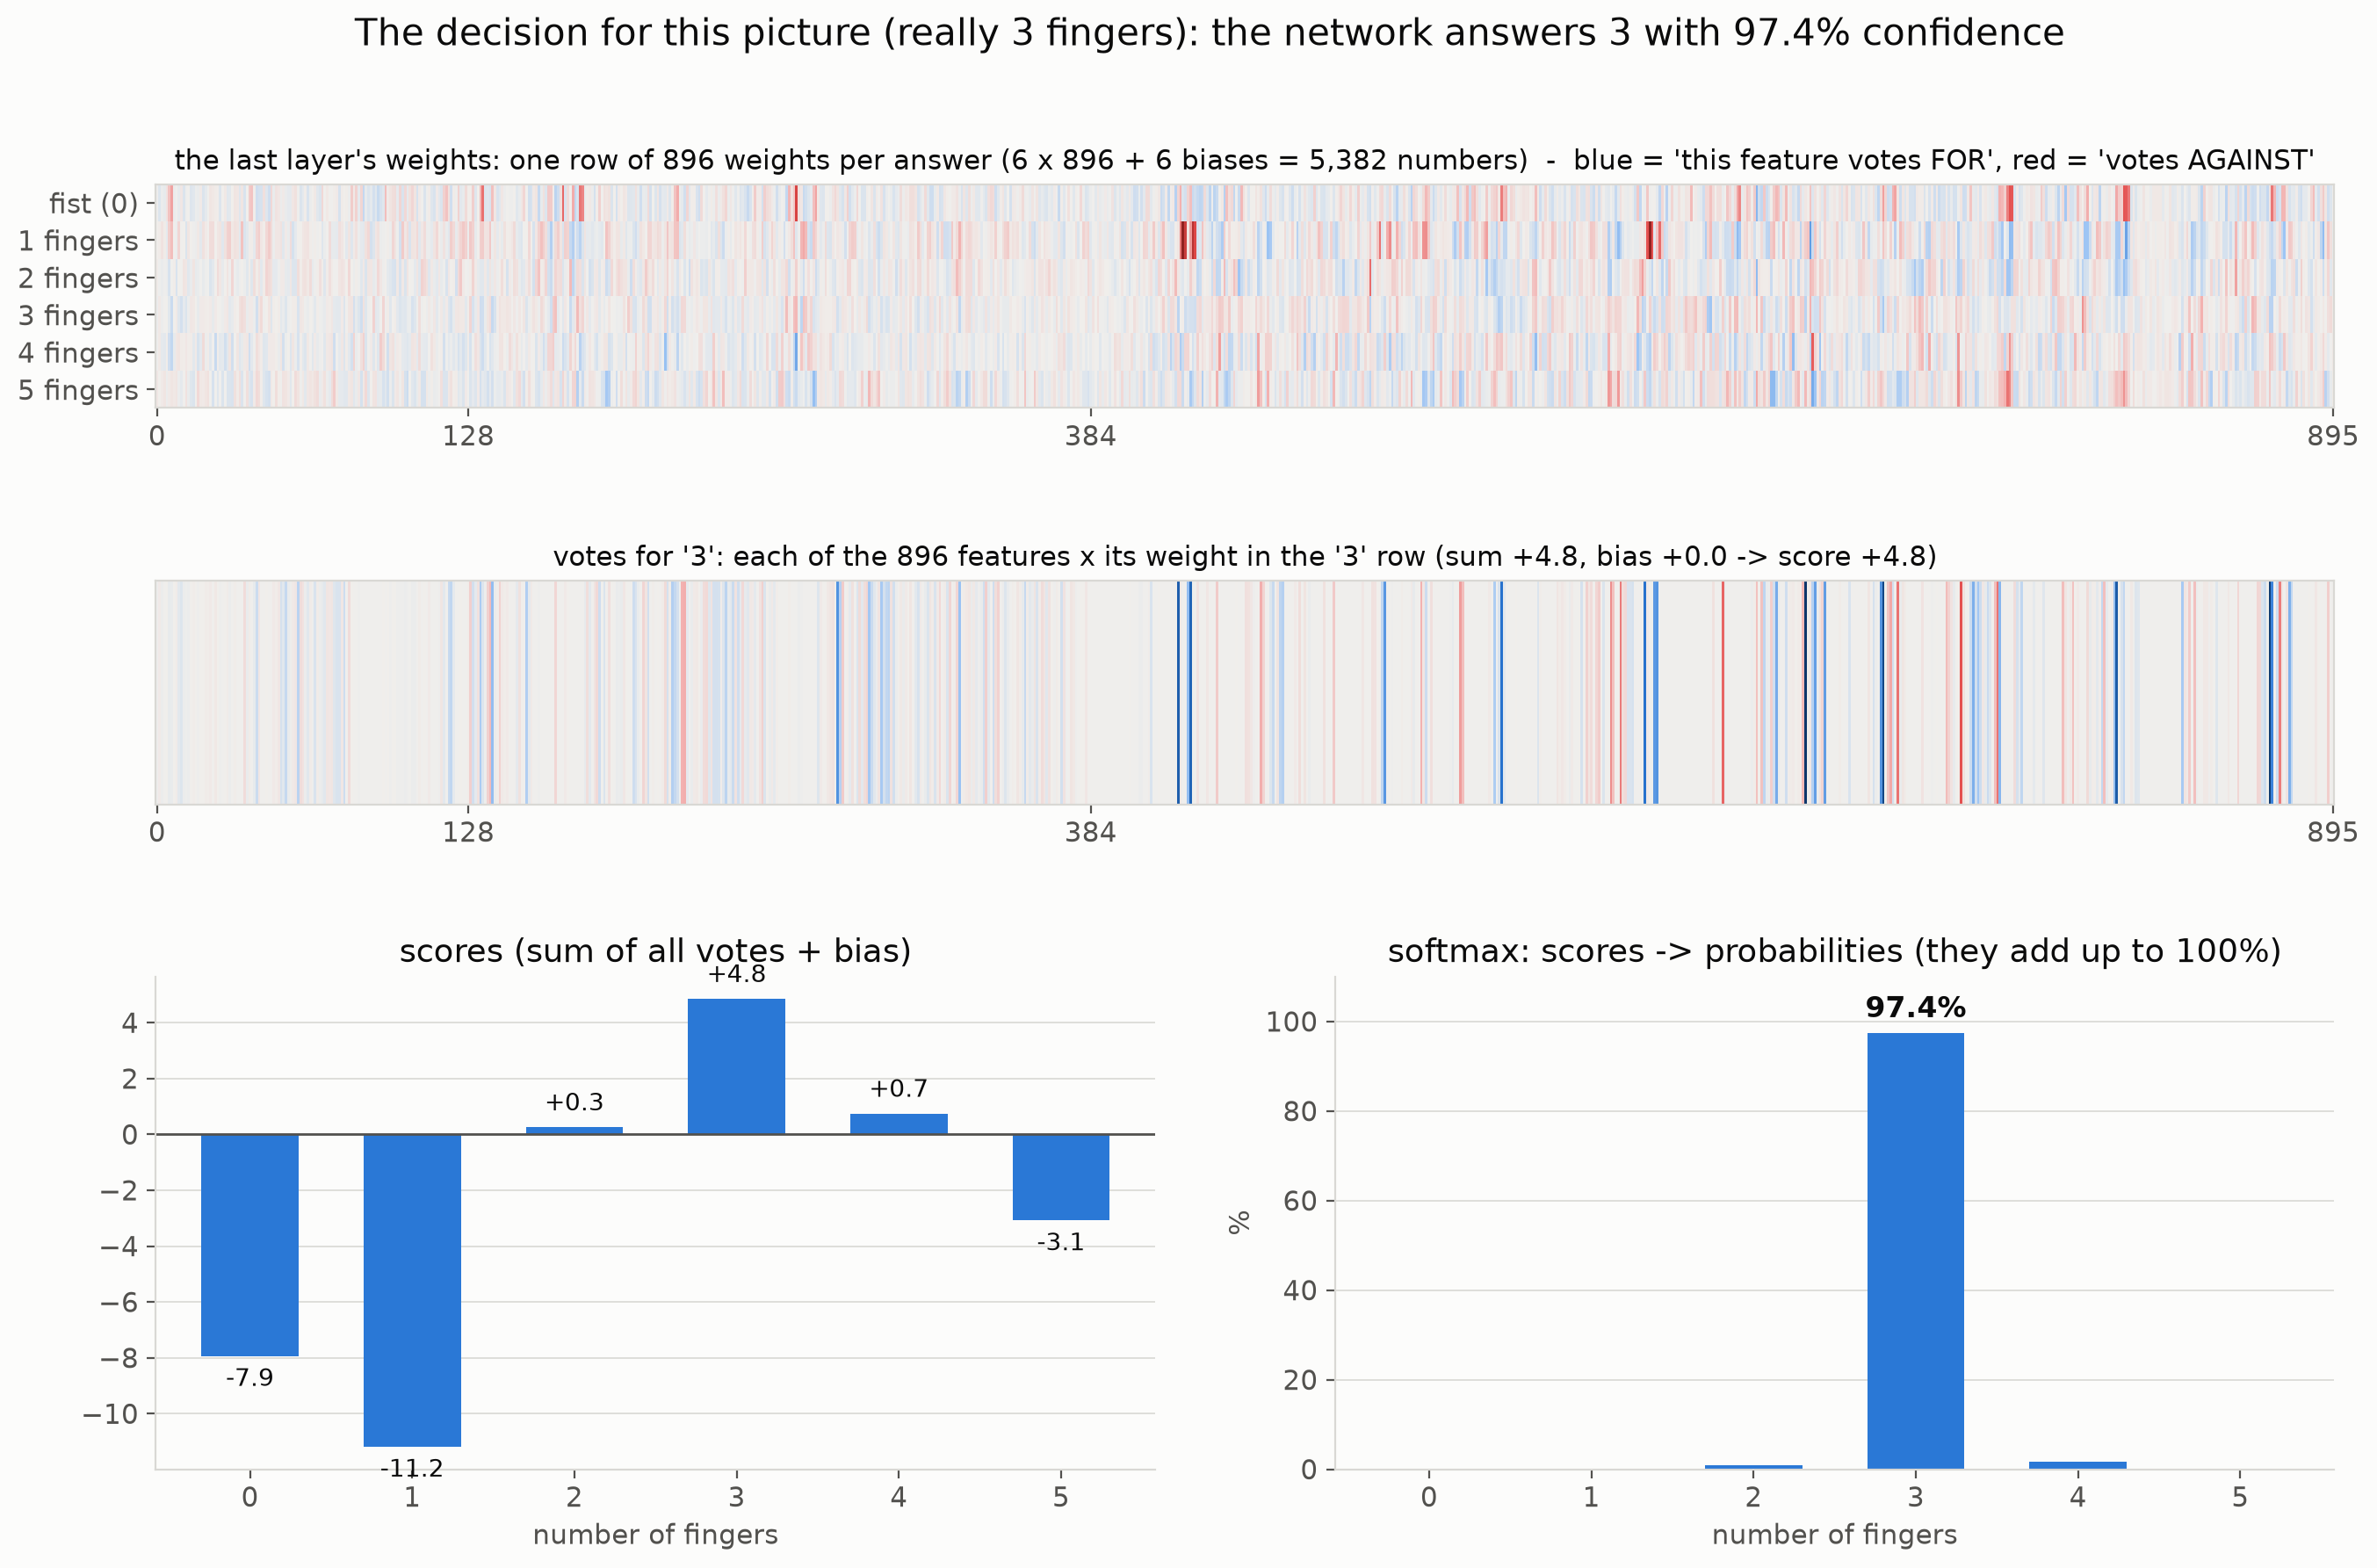 The decision for this picture (really 3 fingers): the network answers 3 with 97.4% confidence
the last layer's weights: one row of 896 weights per answer (6 x 896 + 6 biases = 5,382 numbers)  -  blue = 'this feature votes FOR', red = 'votes AGAINST'
fist (0)
1 fingers
2 fingers
3 fingers
4 fingers
5 fingers
0 128 384 895
votes for '3': each of the 896 features x its weight in the '3' row (sum +4.8, bias +0.0 -> score +4.8)
0 128 384 895
scores (sum of all votes + bias)
+4.8
4
2
0
−2
−4
−6
−8
−10
+0.3
+0.7
-3.1
-7.9
-11.2
0 1 2 3 4 5
number of fingers
softmax: scores -> probabilities (they add up to 100%)
97.4%
100
80
60
40
20
0
%
0 1 2 3 4 5
number of fingers